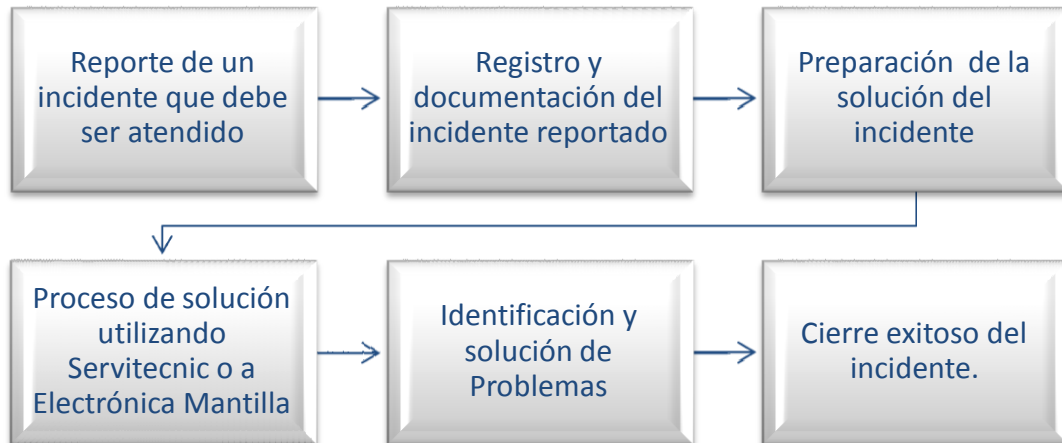 Reporte de un
incidente que debe
ser atendido
Registro y
documentación del
incidente reportado
Preparación de la
solución del
incidente
Proceso de solución
utilizando
Servitecnic o a
Electrónica Mantilla
Identificación y
solución de
Problemas
Cierre exitoso del
incidente.